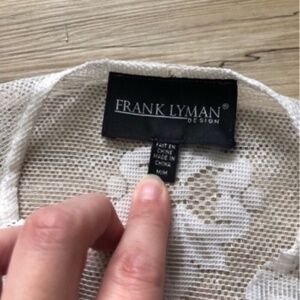 FRANK LYMAN®
DESIGN
FAIT EN
CHINE
MADE IN
CHINA
M/M